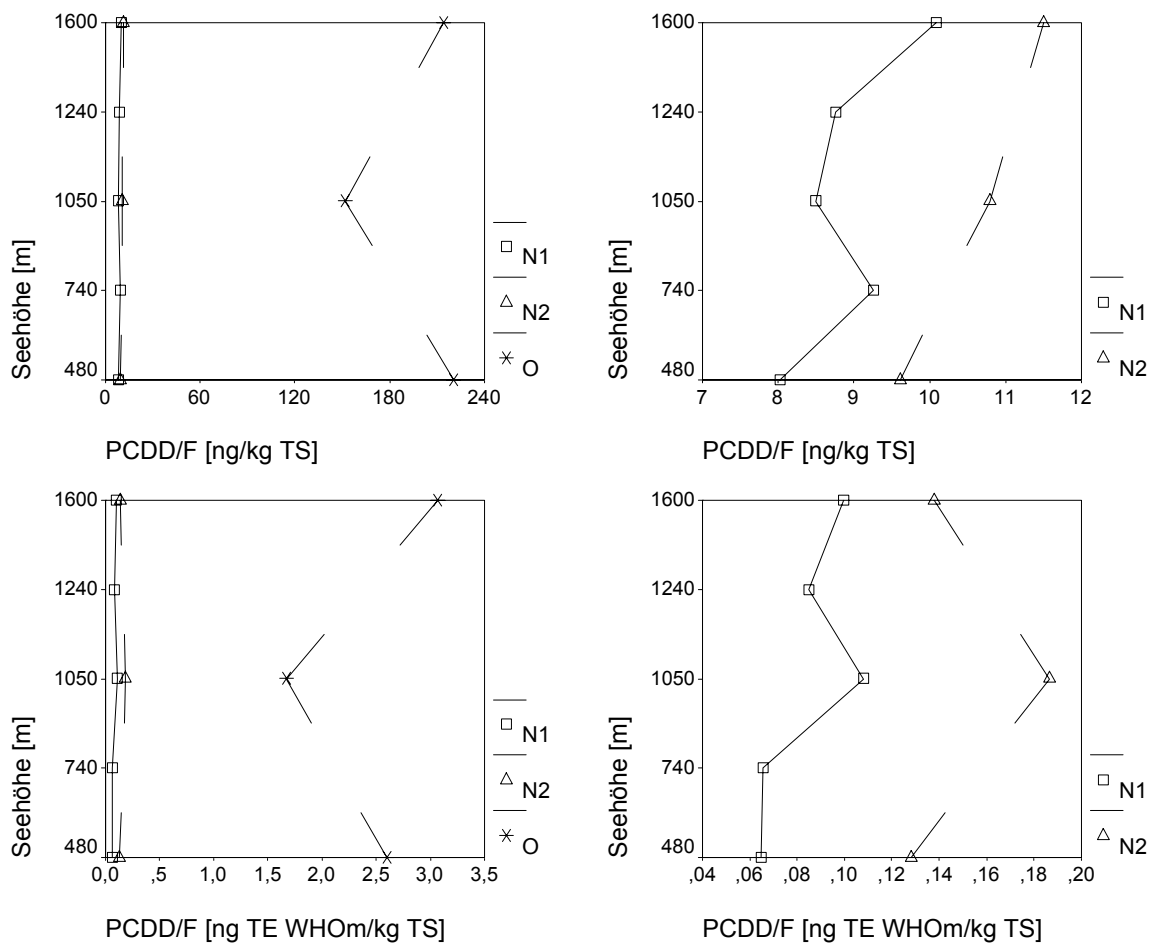 1600
1240
1050
740
480
Seehöhe [m]
0
60
120
180
240
PCDD/F [ng/kg TS]
N1
N2
O
1600
1240
1050
740
480
Seehöhe [m]
7
8
9
10
11
12
PCDD/F [ng/kg TS]
N1
N2
1600
1240
1050
740
480
Seehöhe [m]
0,0
,5
1,0
1,5
2,0
2,5
3,0
3,5
PCDD/F [ng TE WHOm/kg TS]
N1
N2
O
1600
1240
1050
740
480
Seehöhe [m]
,04
,06
,08
,10
,12
,14
,16
,18
,20
PCDD/F [ng TE WHOm/kg TS]
N1
N2